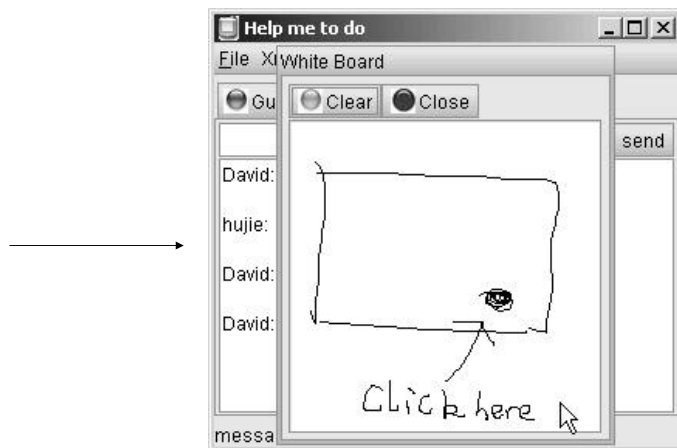 Help me to do
File Xi
White Board
Gu
Clear
Close
send
David:
hujie:
David:
David:
Click here
messa